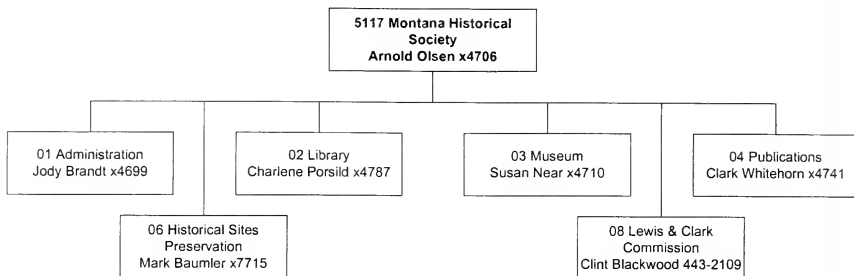 5117 Montana Historical
Society
Arnold Olsen x4706
01 Administration
Jody Brandt x4699
02 Library
Charlene Porsild x4787
03 Museum
Susan Near x4710
04 Publications
Clark Whitehorn x4741
06 Historical Sites
Preservation
Mark Baumler x7715
08 Lewis & Clark
Commission
Clint Blackwood 443-2109